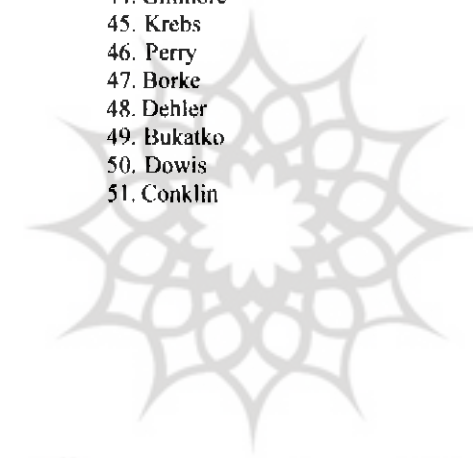 45. Krebs
46. Perry
47. Borke
48. Dehler
49. Bukatko
50. Dowis
51. Conklin